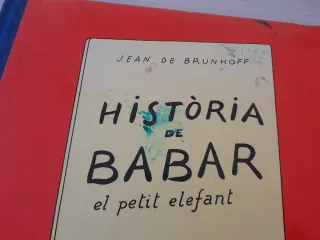 JEAN DE BRUNHOFF
HISTÒRIA
DE
BABAR
el petit elefant